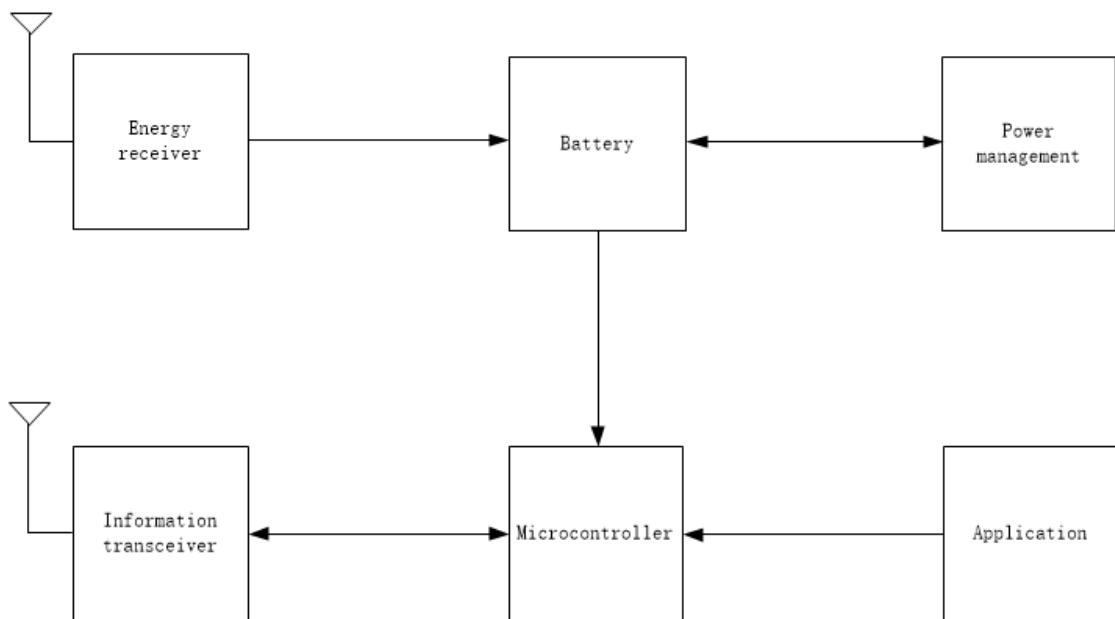 Energy
receiver
Battery
Power
management
Information
transceiver
Microcontroller
Application